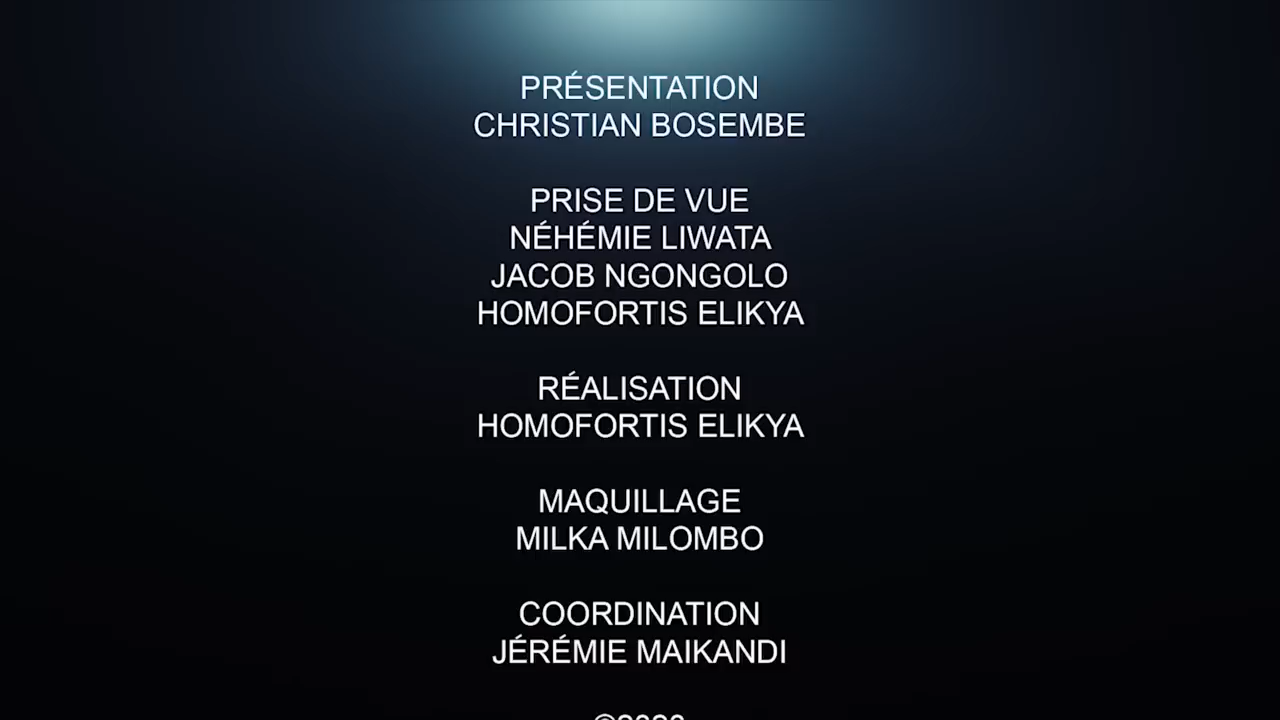 PRÉSENTATION
CHRISTIAN BOSEMBE
PRISE DE VUE
NÉHÉMIE LIWATA
JACOB NGONGOLO
HOMOFORTIS ELIKYA
RÉALISATION
HOMOFORTIS ELIKYA
MAQUILLAGE
MILKA MILOMBO
COORDINATION
JÉRÉMIE MAIKANDI